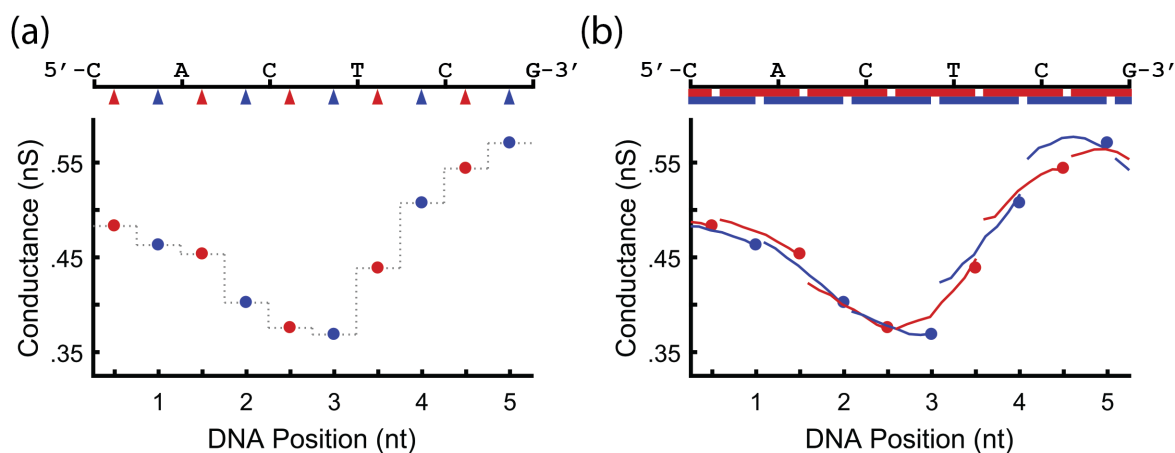 (a)
5′-C A C T C G-3′
.55
.45
.35
Conductance (nS)
1 2 3 4 5
DNA Position (nt)
(b)
5′-C A C T C G-3′
.55
.45
.35
Conductance (nS)
1 2 3 4 5
DNA Position (nt)